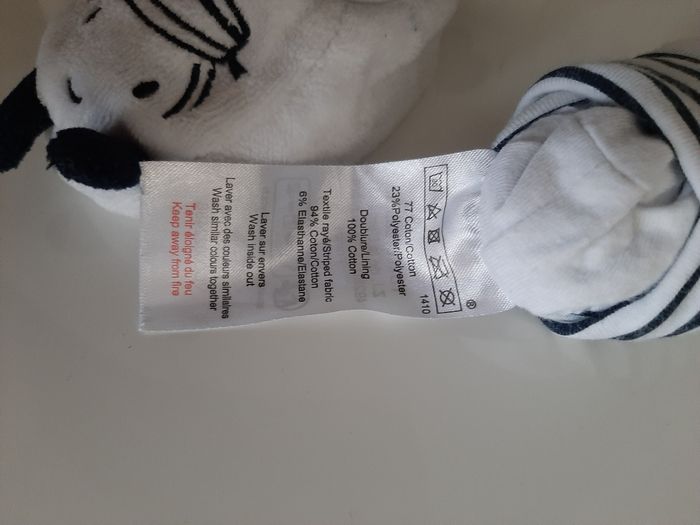 30
®
1410
77 Coton/Cotton
23%Polyester/Polyester
Doublure/Lining
100% Cotton
Textile rayé/Striped fabric
94% Coton/Cotton
6% Elasthanne/Elastane
Laver sur envers
Wash inside out
Laver avec des couleurs similaires
Wash similar colours together
Tenir éloigné du feu
Keep away from fire